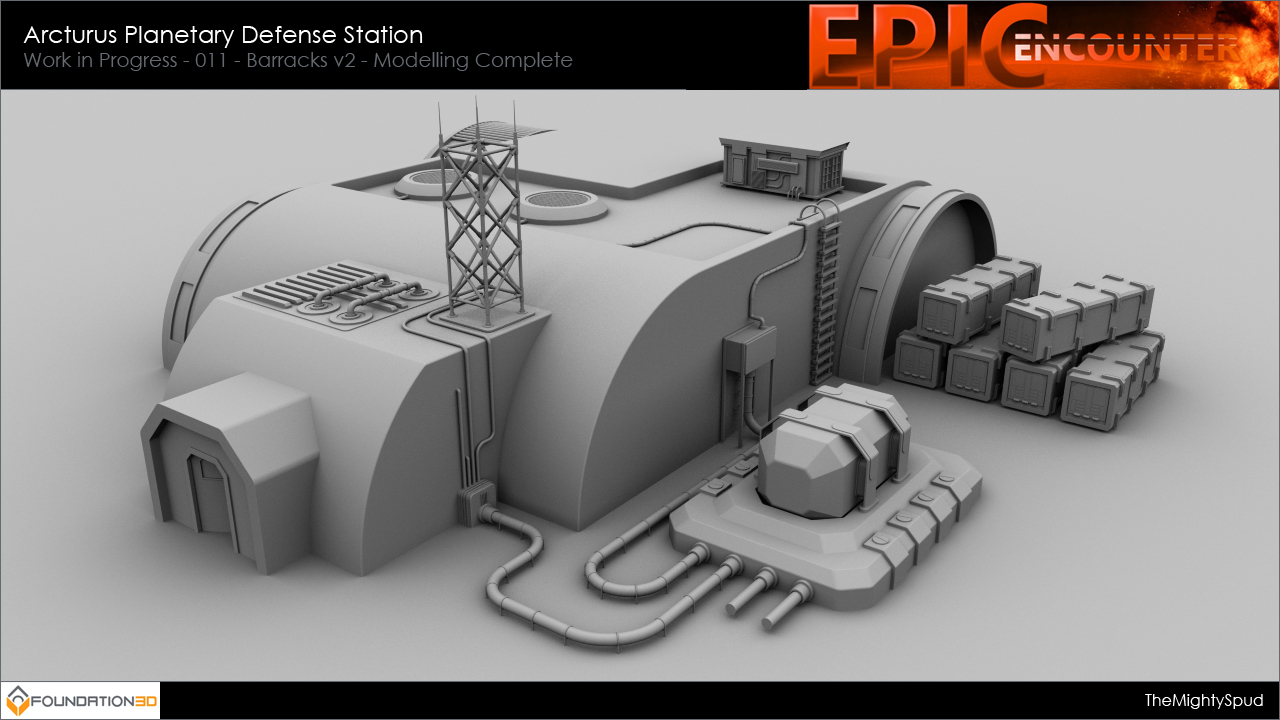 Arcturus Planetary Defense Station
Work in Progress - 011 - Barracks v2 - Modelling Complete
EPIC ENCOUNTER
FOUNDATION3D
TheMightySpud